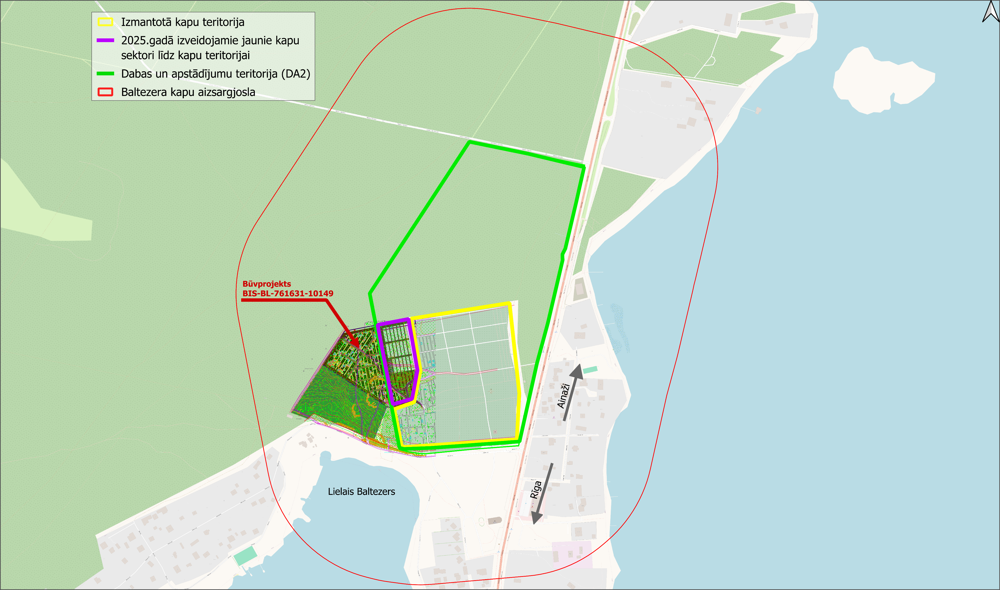 Izmantotā kapu teritorija
2025.gadā izveidojamie jaunie kapu
sektori līdz kapu teritorijai
Dabas un apstādījumu teritorija (DA2)
Baltezera kapu aizsargjosla
Būvprojekts
BIS-BL-761631-10149
Ainaži
Rīga
Lielais Baltezers